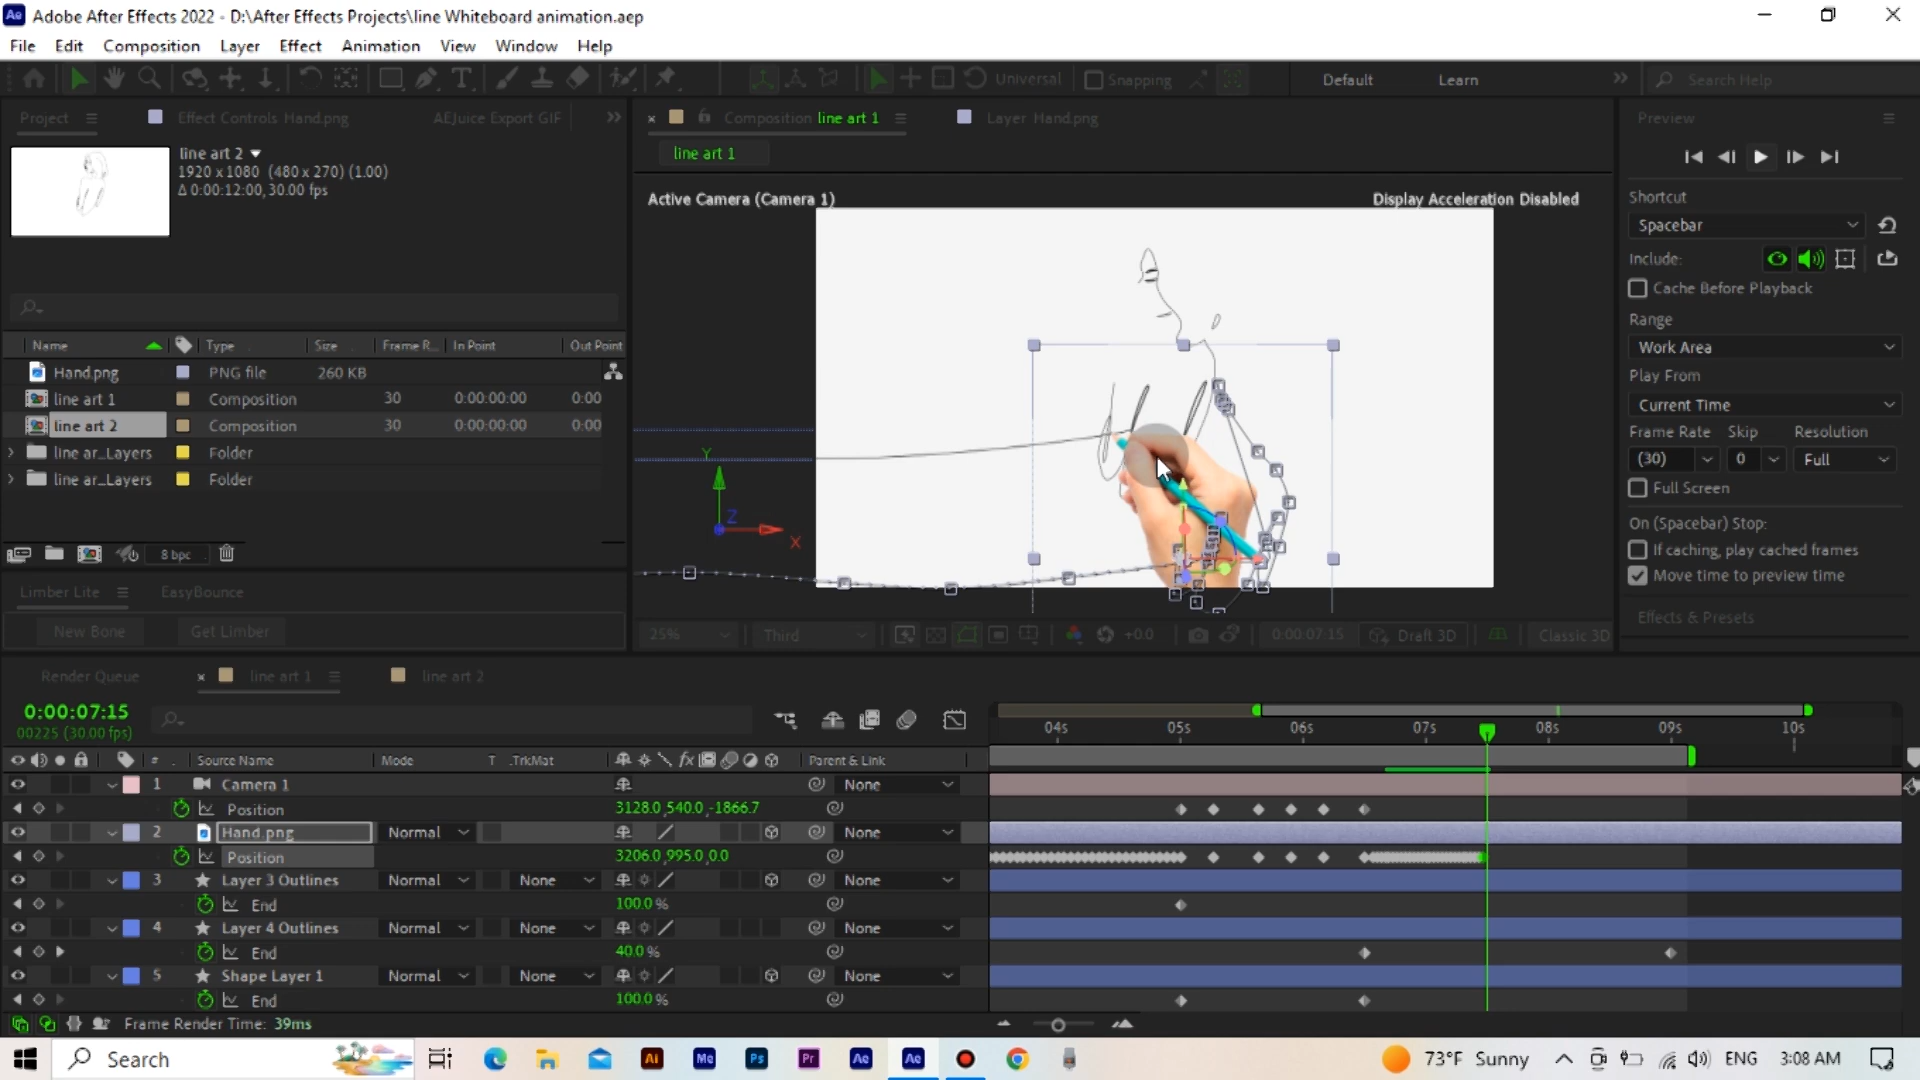 Adobe After Effects 2022 - D:\After Effects Projects\line Whiteboard animation.aep
File Edit Composition Layer Effect Animation View Window Help
Universal Snapping Default Learn Search Help
Project Effect Controls Hand.png AEJuice Export GIF
Composition line art 1 Layer Hand.png
Preview
line art 2
1920 x 1080 (480 x 270) (1.00)
Δ 0:00:12:00, 30.00 fps
line art 1
Active Camera (Camera 1) Display Acceleration Disabled
Shortcut
Spacebar
Include:
Cache Before Playback
Range
Work Area
Play From
Current Time
Frame Rate Skip Resolution
(30) 0 Full
Full Screen
On (Spacebar) Stop:
If caching, play cached frames
Move time to preview time
Effects & Presets
Name Type Size Frame R... In Point Out Point
Hand.png PNG file 260 KB
line art 1 Composition 30 0:00:00:00 0:00
line art 2 Composition 30 0:00:00:00 0:00
line ar_Layers Folder
line ar_Layers Folder
8 bpc
Limber Lite EasyBounce
New Bone Get Limber
Y
Z
X
25% Third +0.0 0:00:07:15 Draft 3D Classic 3D
Render Queue line art 1 line art 2
0:00:07:15
00225 (30.00 fps)
04s 05s 06s 07s 08s 09s 10s
# . Source Name Mode T .TrkMat fx Parent & Link
1 Camera 1 None
Position 3128.0,540.0,-1866.7
2 Hand.png Normal None
Position 3206.0,995.0,0.0
3 Layer 3 Outlines Normal None None
End 100.0 %
4 Layer 4 Outlines Normal None None
End 40.0 %
5 Shape Layer 1 Normal None None
End 100.0 %
Frame Render Time: 39ms
Search Ai Me Ps Pr Ae Ae 73°F Sunny ENG 3:08 AM